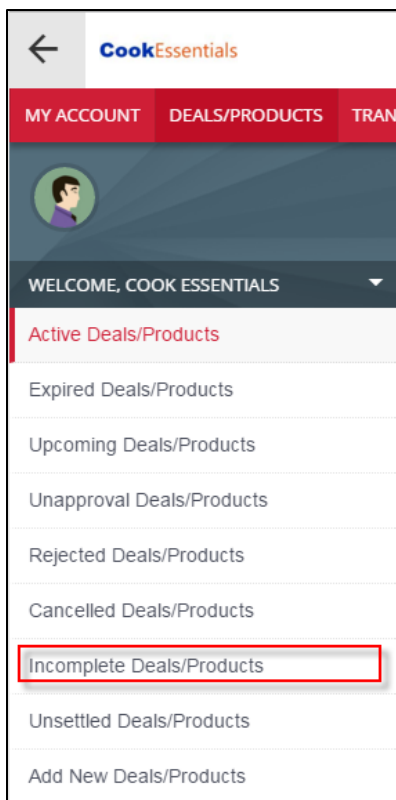 CookEssentials
MY ACCOUNT DEALS/PRODUCTS TRAN
WELCOME, COOK ESSENTIALS
Active Deals/Products
Expired Deals/Products
Upcoming Deals/Products
Unapproval Deals/Products
Rejected Deals/Products
Cancelled Deals/Products
Incomplete Deals/Products
Unsettled Deals/Products
Add New Deals/Products